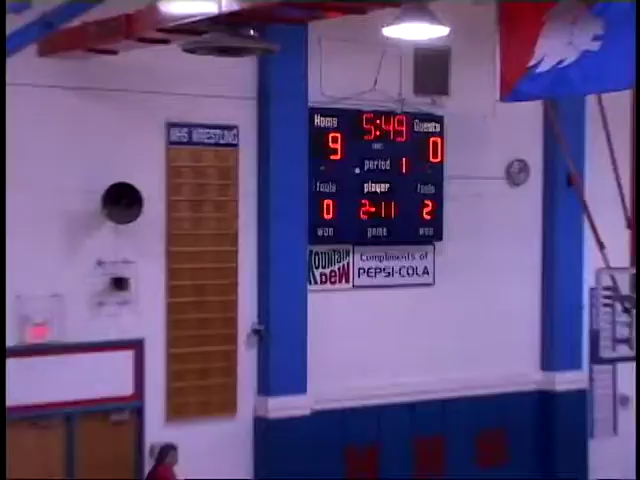 MHS WRESTLING
Home 5:49 Guests
9 0
period 1
fouls player fouls
0 2-11 2
won game won
MOUNTAIN DEW
Compliments of
PEPSI-COLA